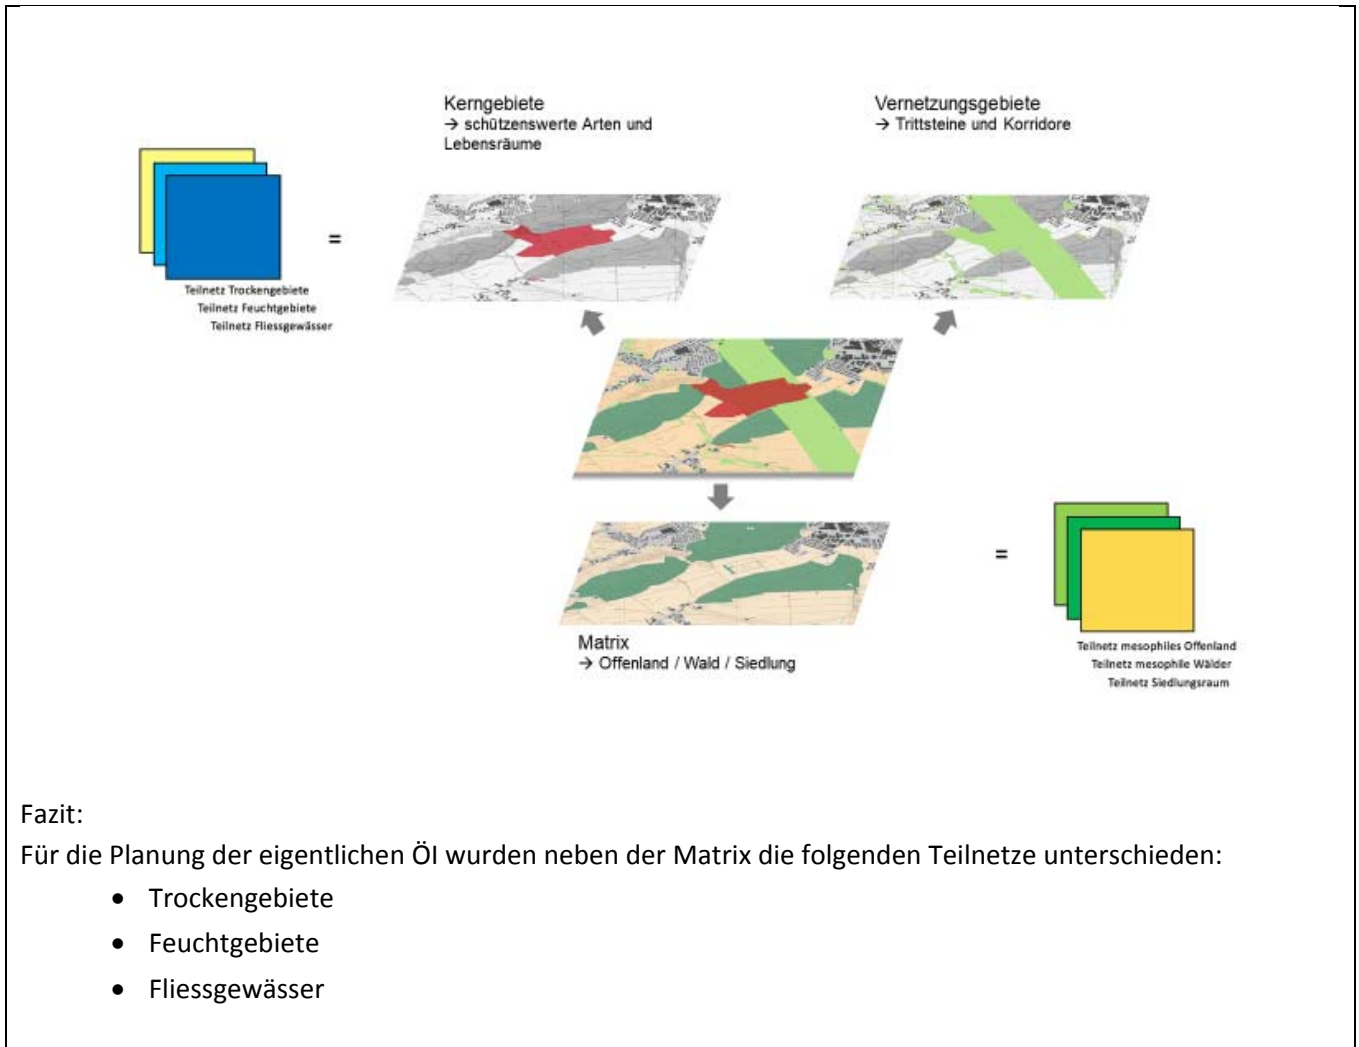 Kerngebiete
→ schützenswerte Arten und
Lebensräume
Vernetzungsgebiete
→ Trittsteine und Korridore
=
Teilnetz Trockengebiete
Teilnetz Feuchtgebiete
Teilnetz Fliessgewässer
Matrix
→ Offenland / Wald / Siedlung
=
Teilnetz mesophiles Offenland
Teilnetz mesophile Wälder
Teilnetz Siedlungsraum
Fazit:
Für die Planung der eigentlichen ÖI wurden neben der Matrix die folgenden Teilnetze unterschieden:
• Trockengebiete
• Feuchtgebiete
• Fliessgewässer